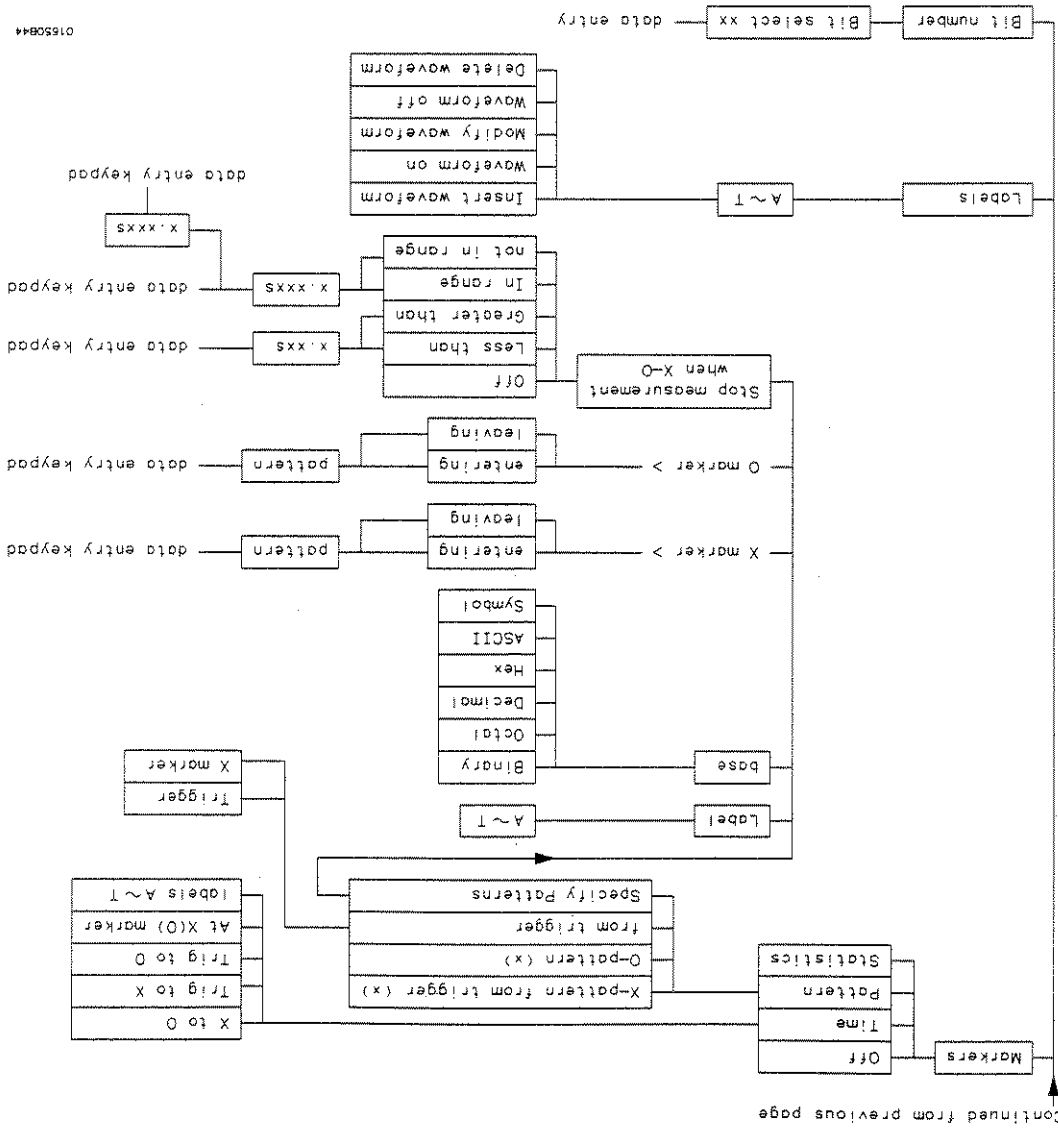 Continued from previous page
Markers
Off
Time
Pattern
Statistics
X to O
Trig to X
Trig to O
At X(O) marker
labels A~T
X-pattern from trigger (x)
O-pattern (x)
from trigger
Specify Patterns
Trigger
X marker
Label
A~T
base
Binary
Octal
Decimal
Hex
ASCII
Symbol
X marker >
entering
leaving
pattern
data entry keypad
O marker >
entering
leaving
pattern
data entry keypad
Stop measurement
when X-O
Off
Less than
Greater than
In range
not in range
x.xxs
data entry keypad
x.xxxs
data entry keypad
x.xxxs
data entry keypad
Labels
A~T
Insert waveform
Waveform on
Modify waveform
Waveform off
Delete waveform
Bit number
Bit select xx
data entry
01650B44